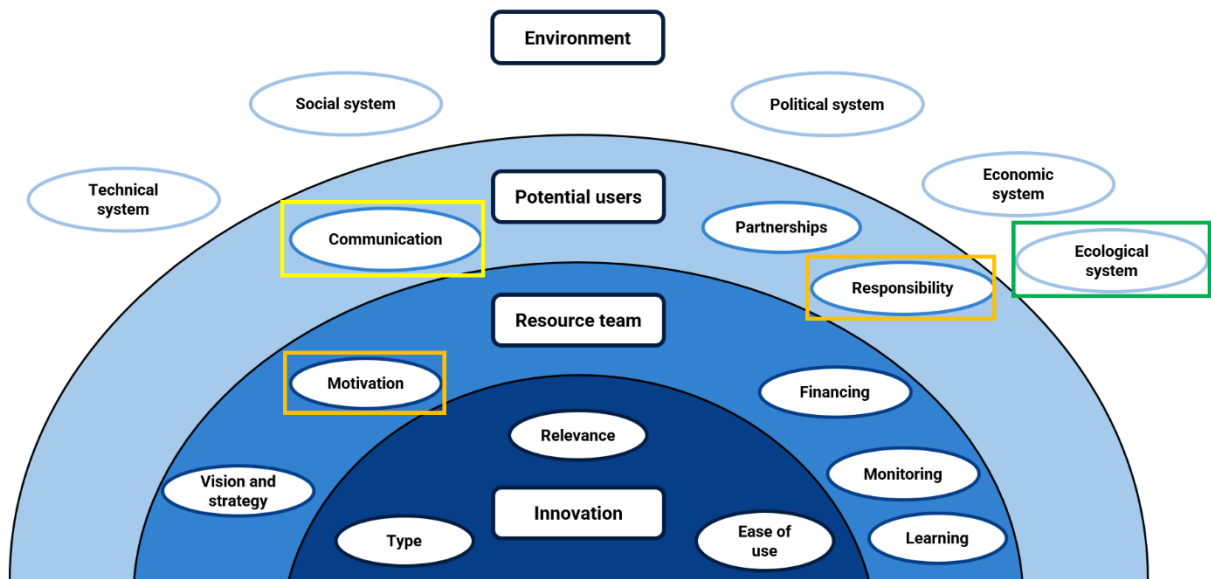 Environment
Social system
Political system
Technical
system
Economic
system
Potential users
Communication
Partnerships
Ecological
system
Responsibility
Resource team
Motivation
Financing
Relevance
Vision and
strategy
Monitoring
Innovation
Type
Ease of
use
Learning